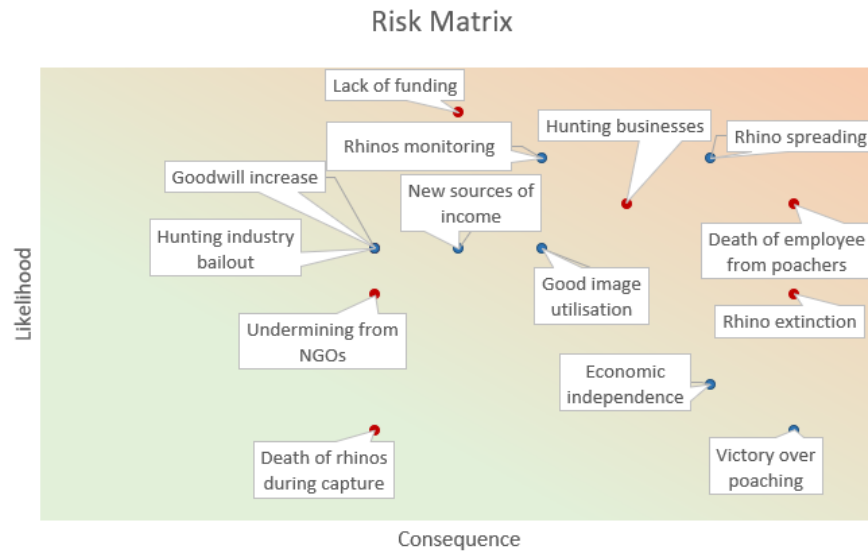 Risk Matrix
Lack of funding
Hunting businesses
Rhino spreading
Rhinos monitoring
Goodwill increase
New sources of
income
Hunting industry
bailout
Death of employee
from poachers
Good image
utilisation
Likelihood
Undermining from
NGOs
Rhino extinction
Economic
independence
Death of rhinos
during capture
Victory over
poaching
Consequence